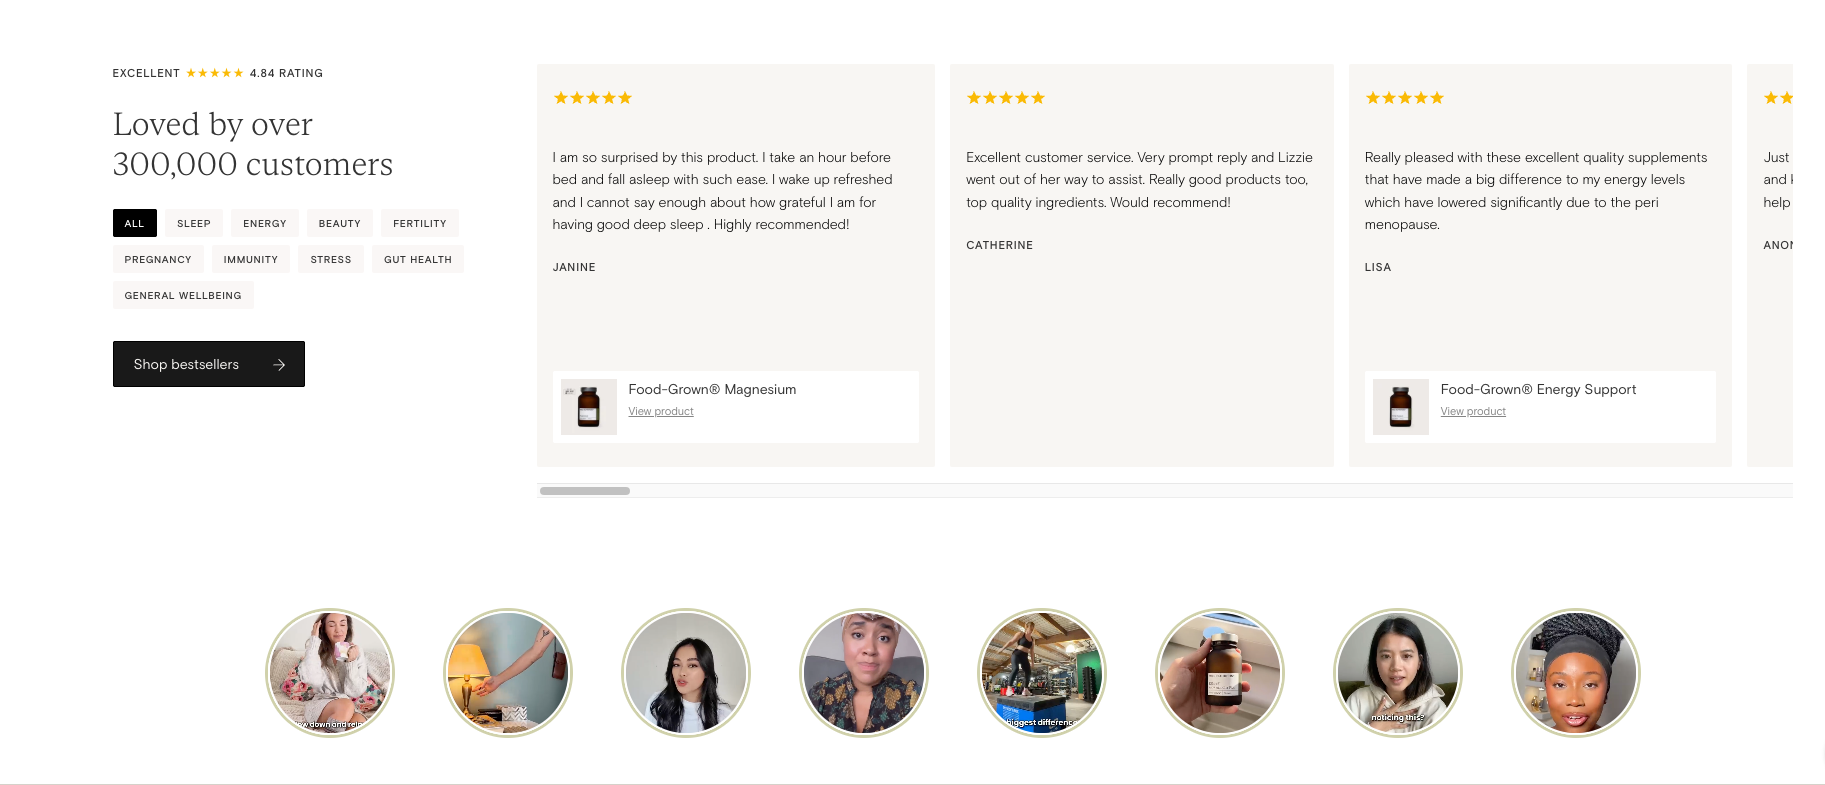 EXCELLENT ★★★★★ 4.84 RATING
Loved by over
300,000 customers
ALL
SLEEP
ENERGY
BEAUTY
FERTILITY
PREGNANCY
IMMUNITY
STRESS
GUT HEALTH
GENERAL WELLBEING
Shop bestsellers →
★★★★★
I am so surprised by this product. I take an hour before
bed and fall asleep with such ease. I wake up refreshed
and I cannot say enough about how grateful I am for
having good deep sleep . Highly recommended!
JANINE
Food-Grown® Magnesium
View product
★★★★★
Excellent customer service. Very prompt reply and Lizzie
went out of her way to assist. Really good products too,
top quality ingredients. Would recommend!
CATHERINE
★★★★★
Really pleased with these excellent quality supplements
that have made a big difference to my energy levels
which have lowered significantly due to the peri
menopause.
LISA
Food-Grown® Energy Support
View product
★★
Just
and
help
down and
biggest difference
noticing this?